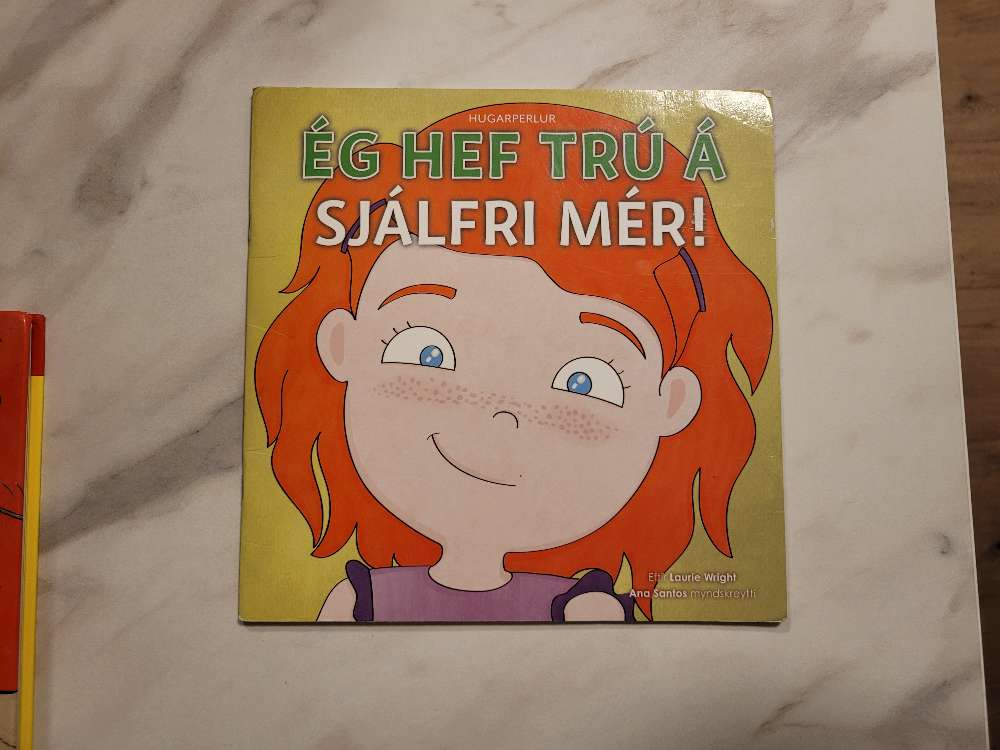 HUGARPERLUR
ÉG HEF TRÚ Á
SJÁLFRI MÉR!
Eftir Laurie Wright
Ana Santos myndskreytti